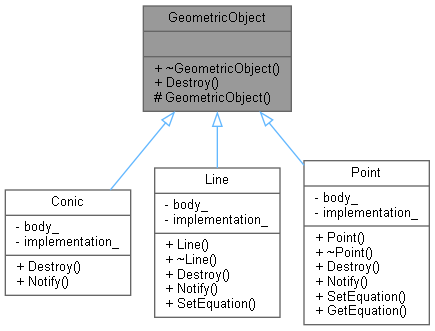 GeometricObject
+ ~GeometricObject()
+ Destroy()
# GeometricObject()
Conic
- body_
- implementation_
+ Destroy()
+ Notify()
Line
- body_
- implementation_
+ Line()
+ ~Line()
+ Destroy()
+ Notify()
+ SetEquation()
Point
- body_
- implementation_
+ Point()
+ ~Point()
+ Destroy()
+ Notify()
+ SetEquation()
+ GetEquation()